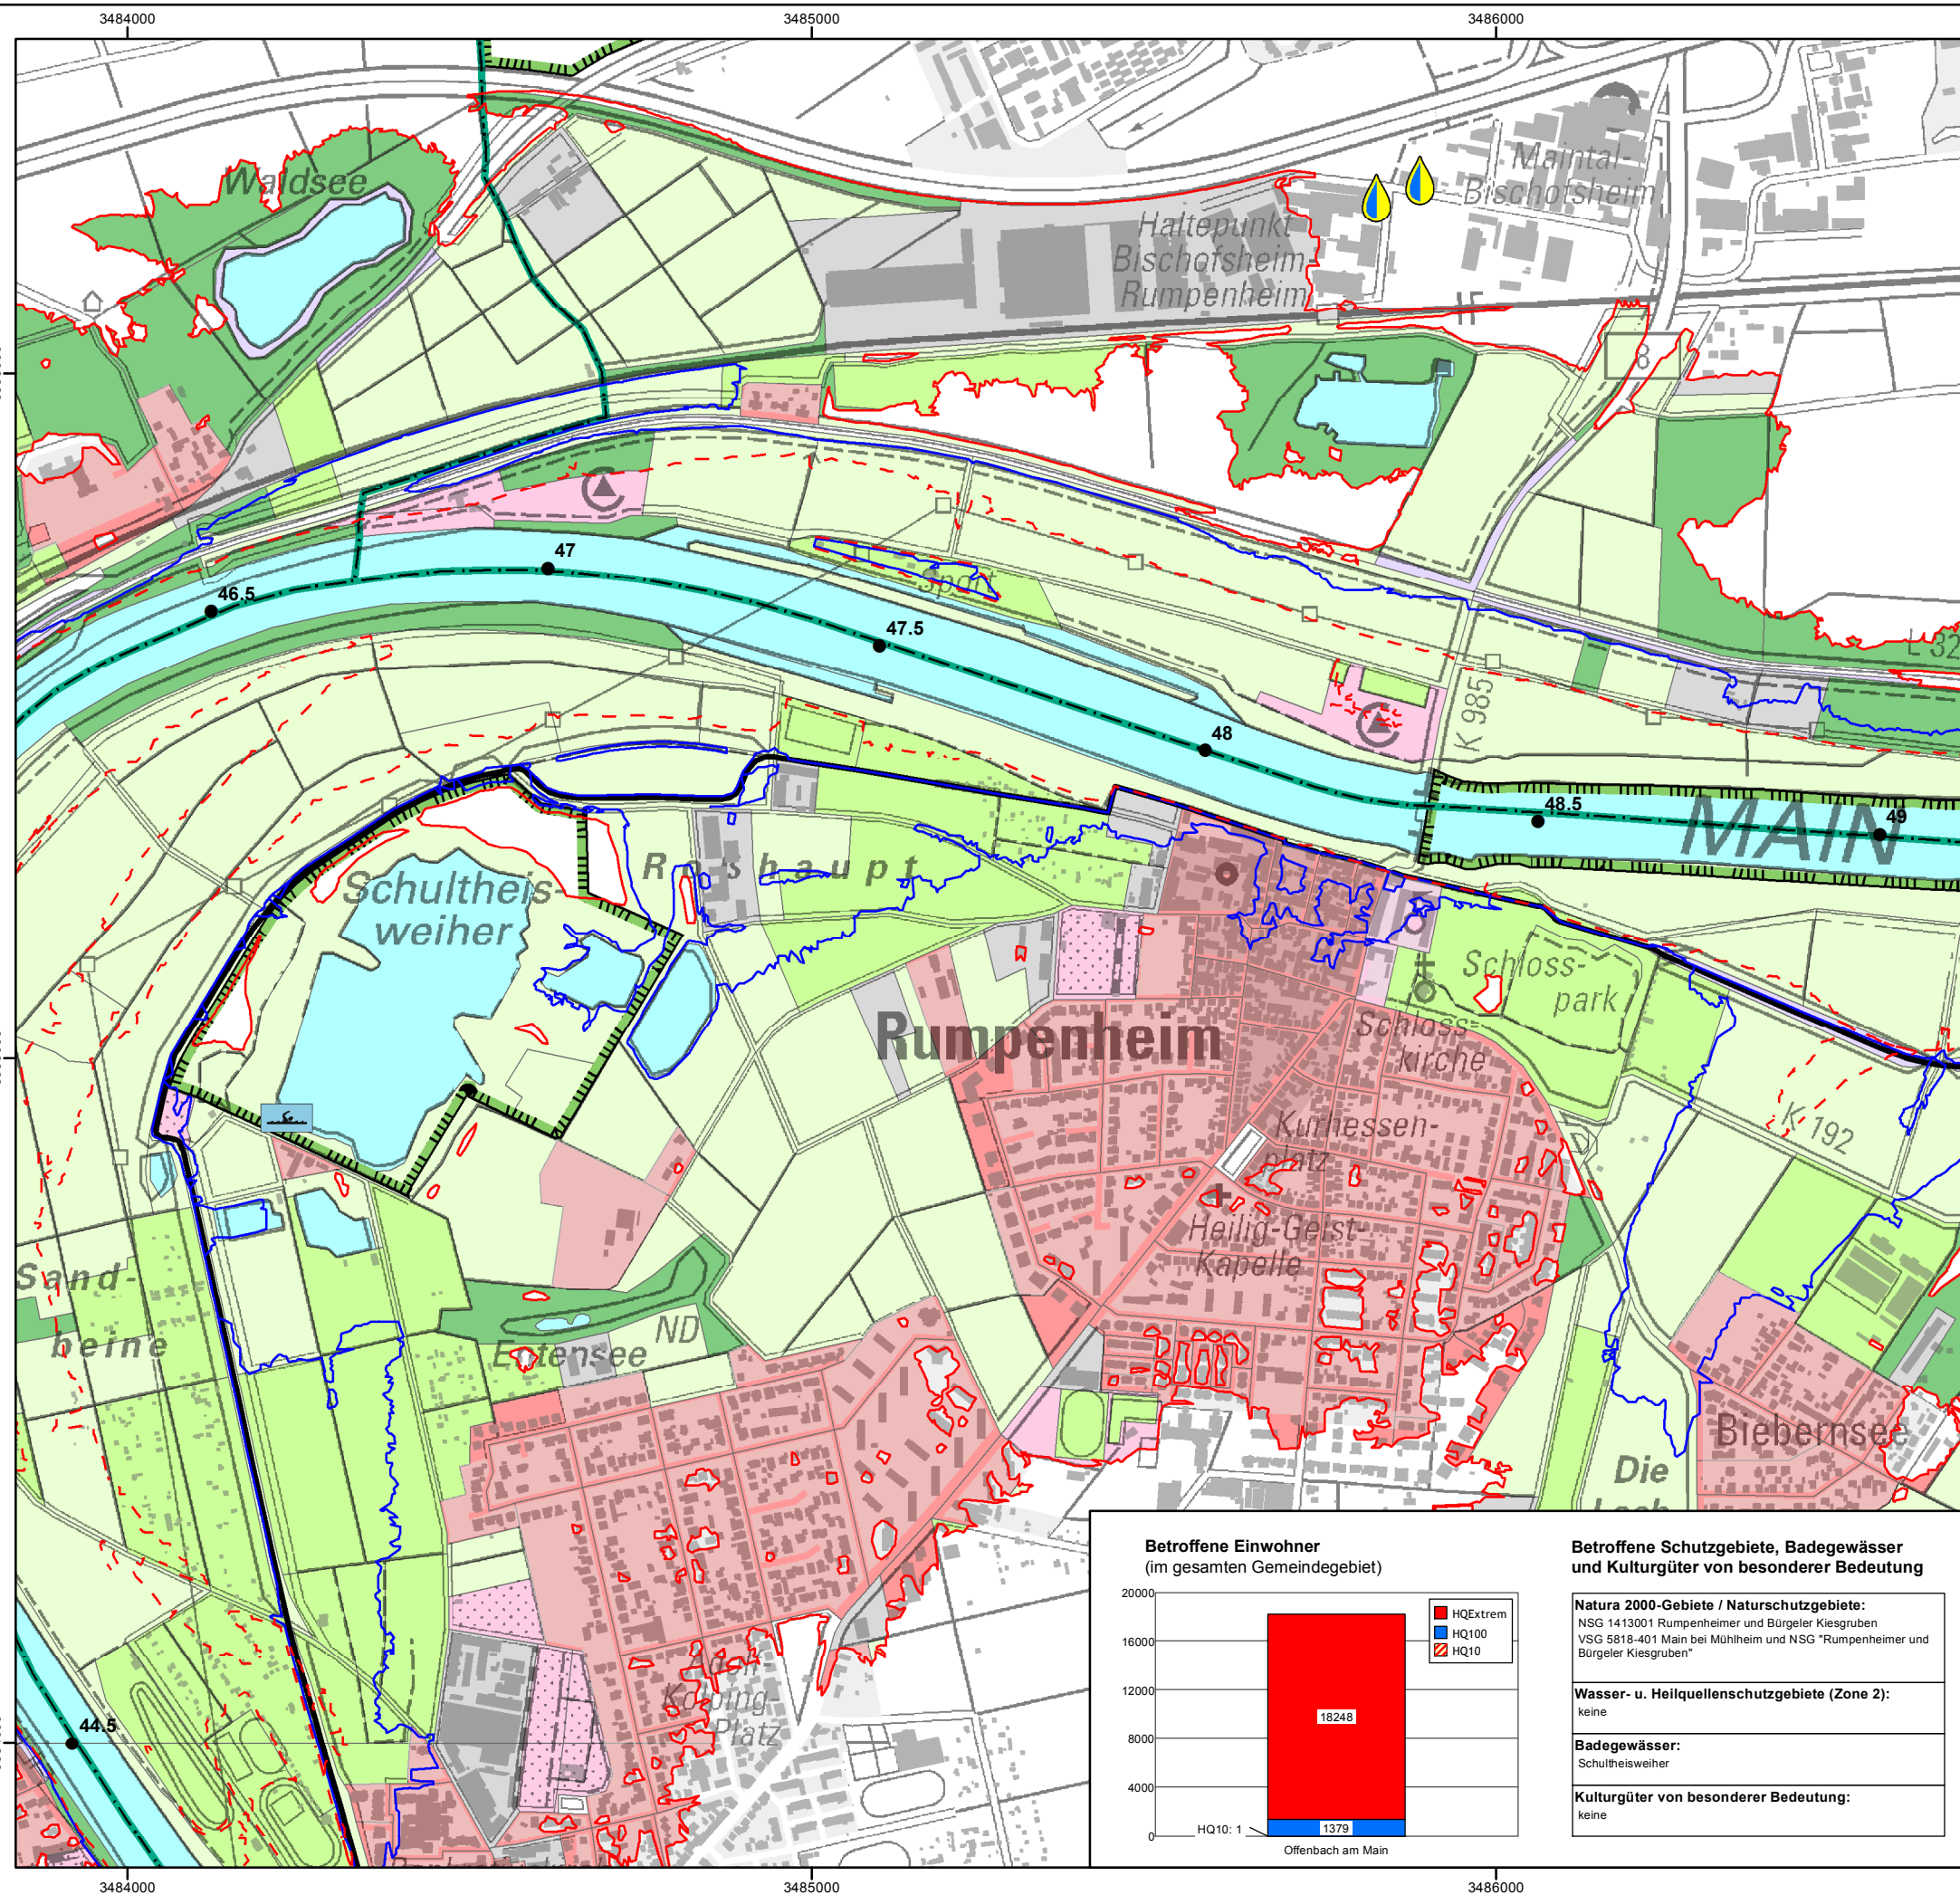 3484000
3485000
3486000
Waldsee
Maintal-
Bischofsheim
Haltepunkt
Bischofsheim-
Rumpenheim
8
47
46.5
Sport
47.5
L 32
K 985
48
48.5
49
MAIN
Schultheis-
weiher
Rumpenheim
Schloss-
park
Schloss-
kirche
K 192
Kurhessen-
platz
Heilig-Geist-
Kapelle
Sand-
heine
ND
Entensee
Biebernsee
Die
44.5
Kolping-
Platz
Betroffene Einwohner
(im gesamten Gemeindegebiet)
20000
16000
12000
8000
4000
0
HQExtrem
HQ100
HQ10
18248
1379
HQ10: 1
Offenbach am Main
Betroffene Schutzgebiete, Badegewässer
und Kulturgüter von besonderer Bedeutung
Natura 2000-Gebiete / Naturschutzgebiete:
NSG 1413001 Rumpenheimer und Bürgeler Kiesgruben
VSG 5818-401 Main bei Mühlheim und NSG "Rumpenheimer und
Bürgeler Kiesgruben"
Wasser- u. Heilquellenschutzgebiete (Zone 2):
keine
Badegewässer:
Schultheisweiher
Kulturgüter von besonderer Bedeutung:
keine
3484000
3485000
3486000